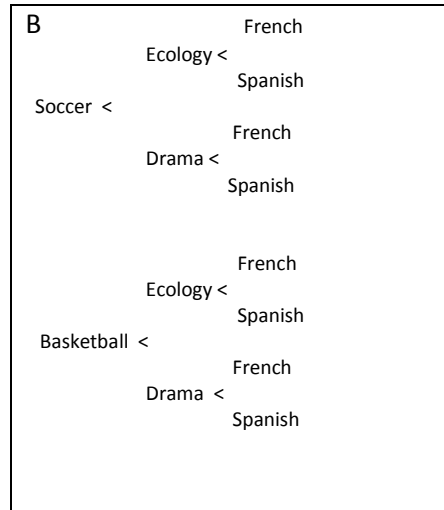 B
French
Ecology <
Spanish
Soccer <
French
Drama <
Spanish
French
Ecology <
Spanish
Basketball <
French
Drama <
Spanish